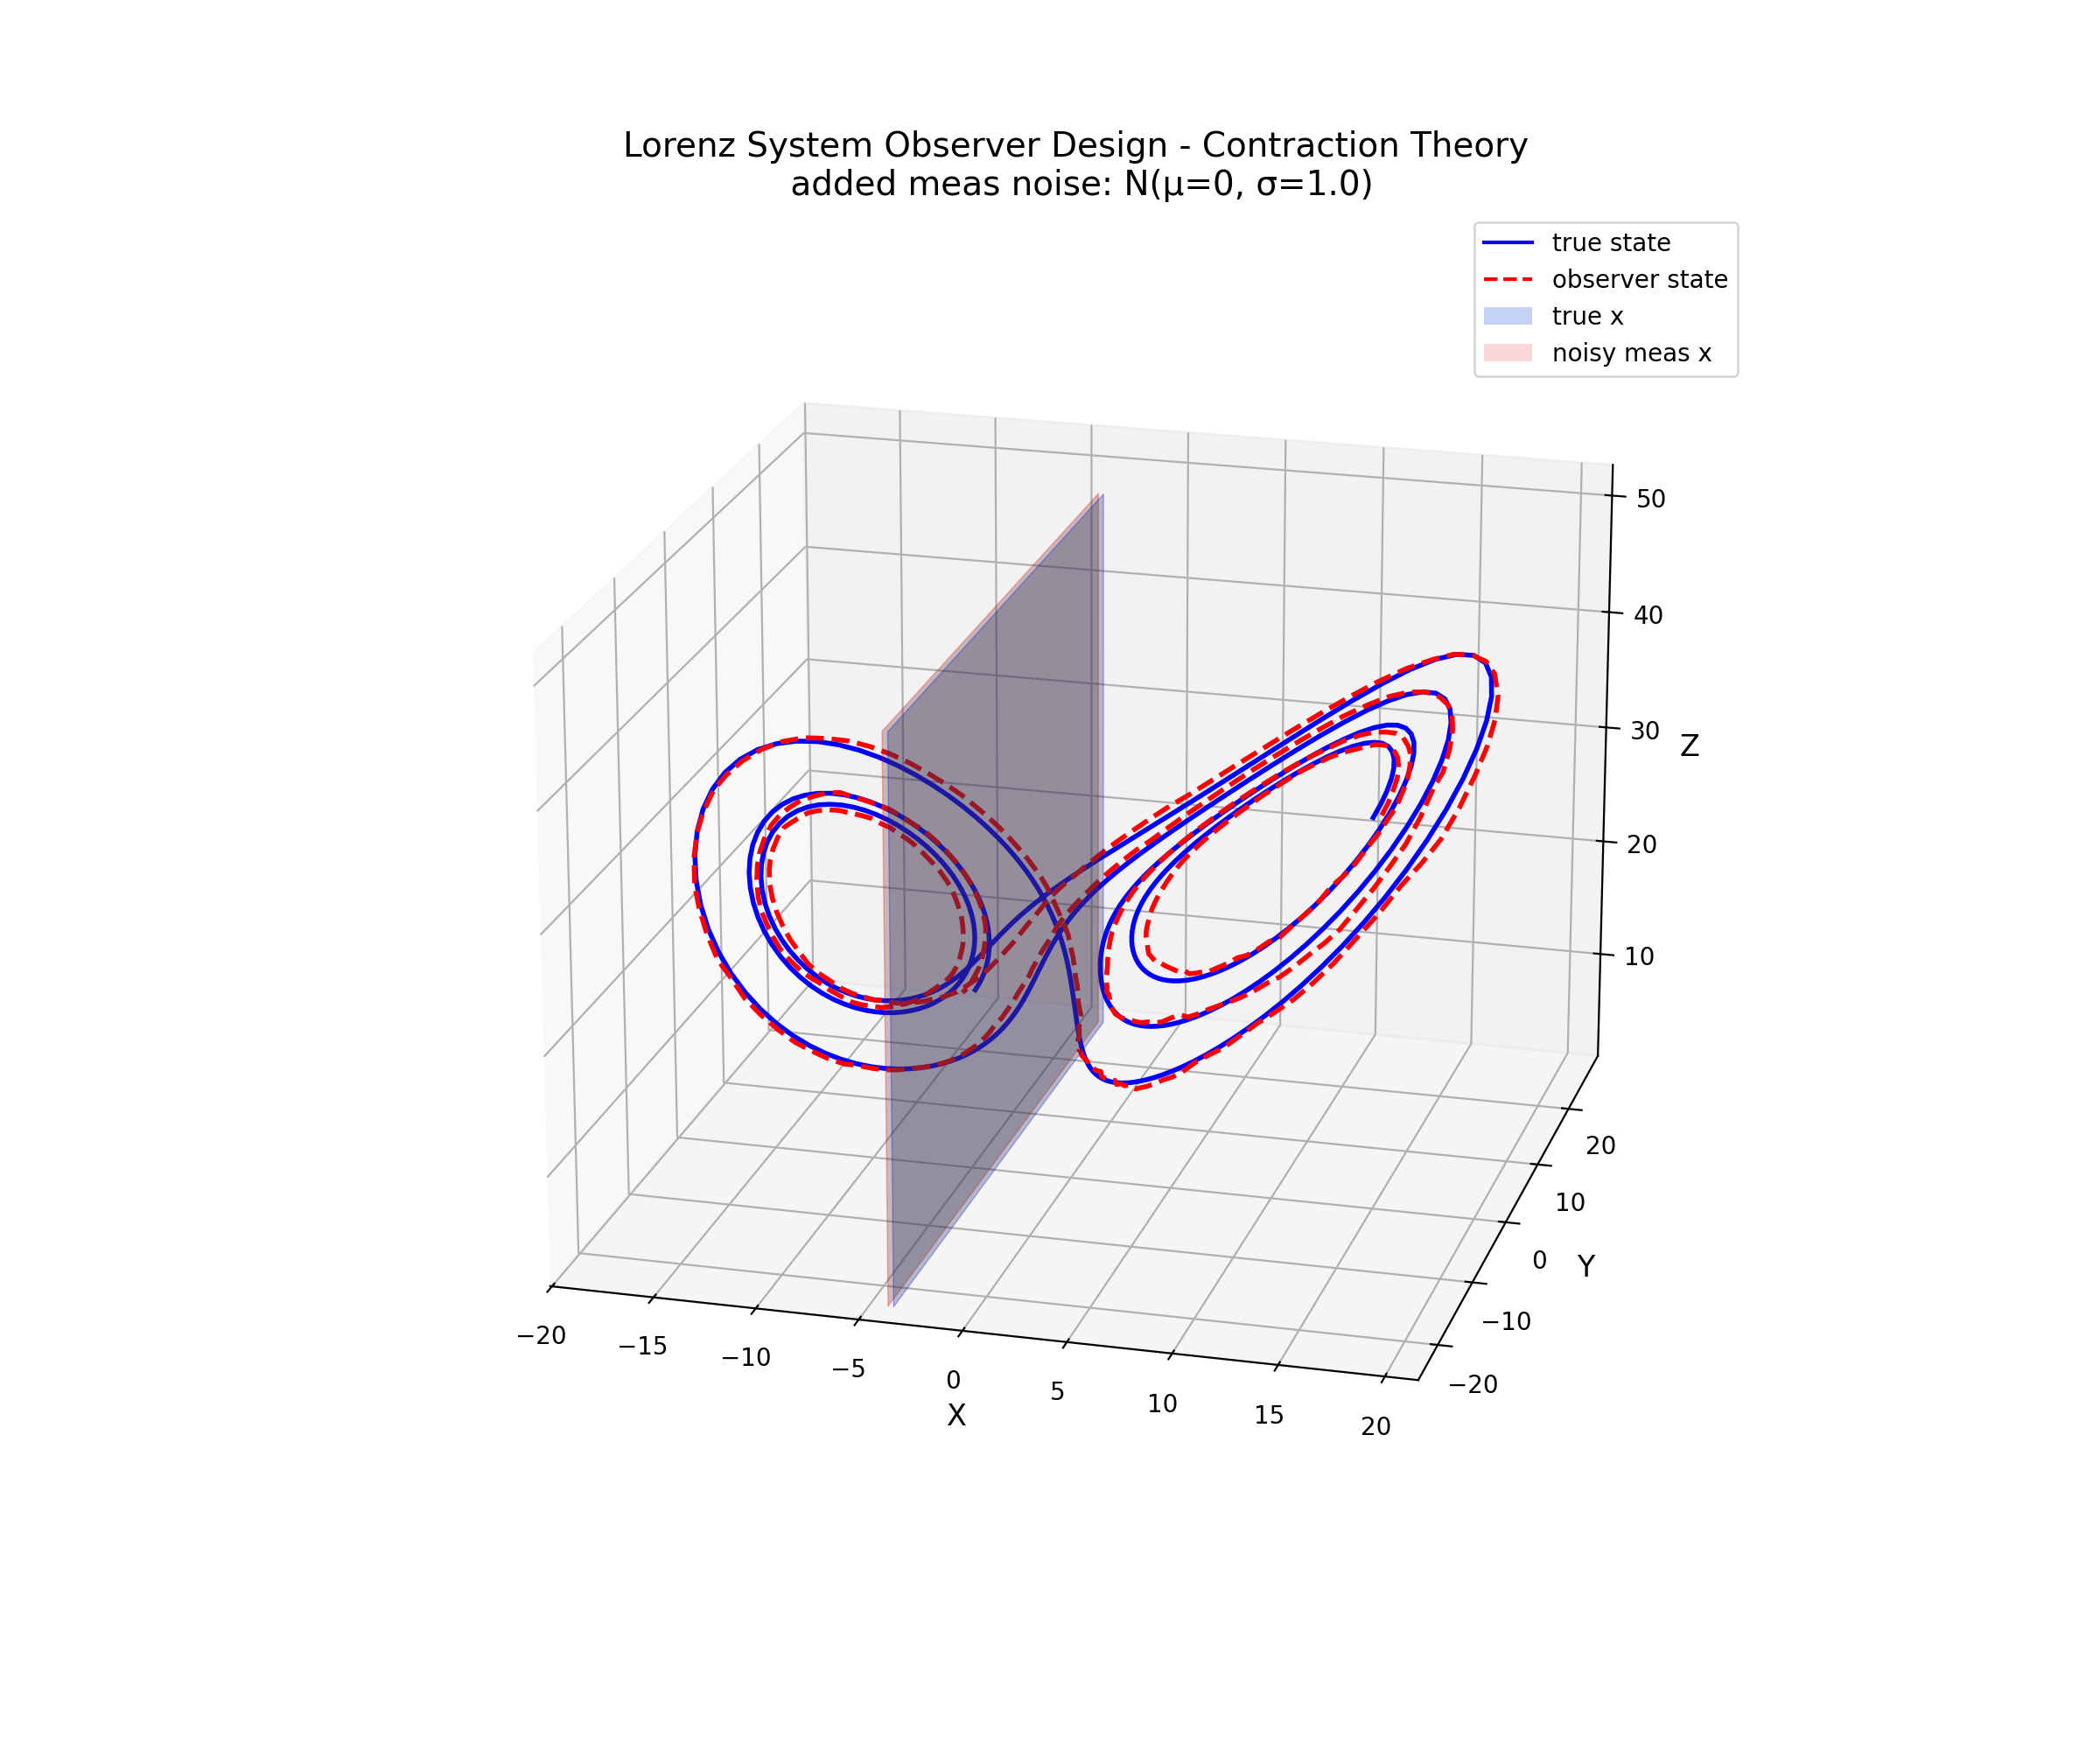 Lorenz System Observer Design - Contraction Theory
added meas noise: N(μ=0, σ=1.0)
true state
observer state
true x
noisy meas x
50
40
30
Z
20
10
20
10
0
Y
−10
−20
−20
−15
−10
−5
0
5
10
15
20
X